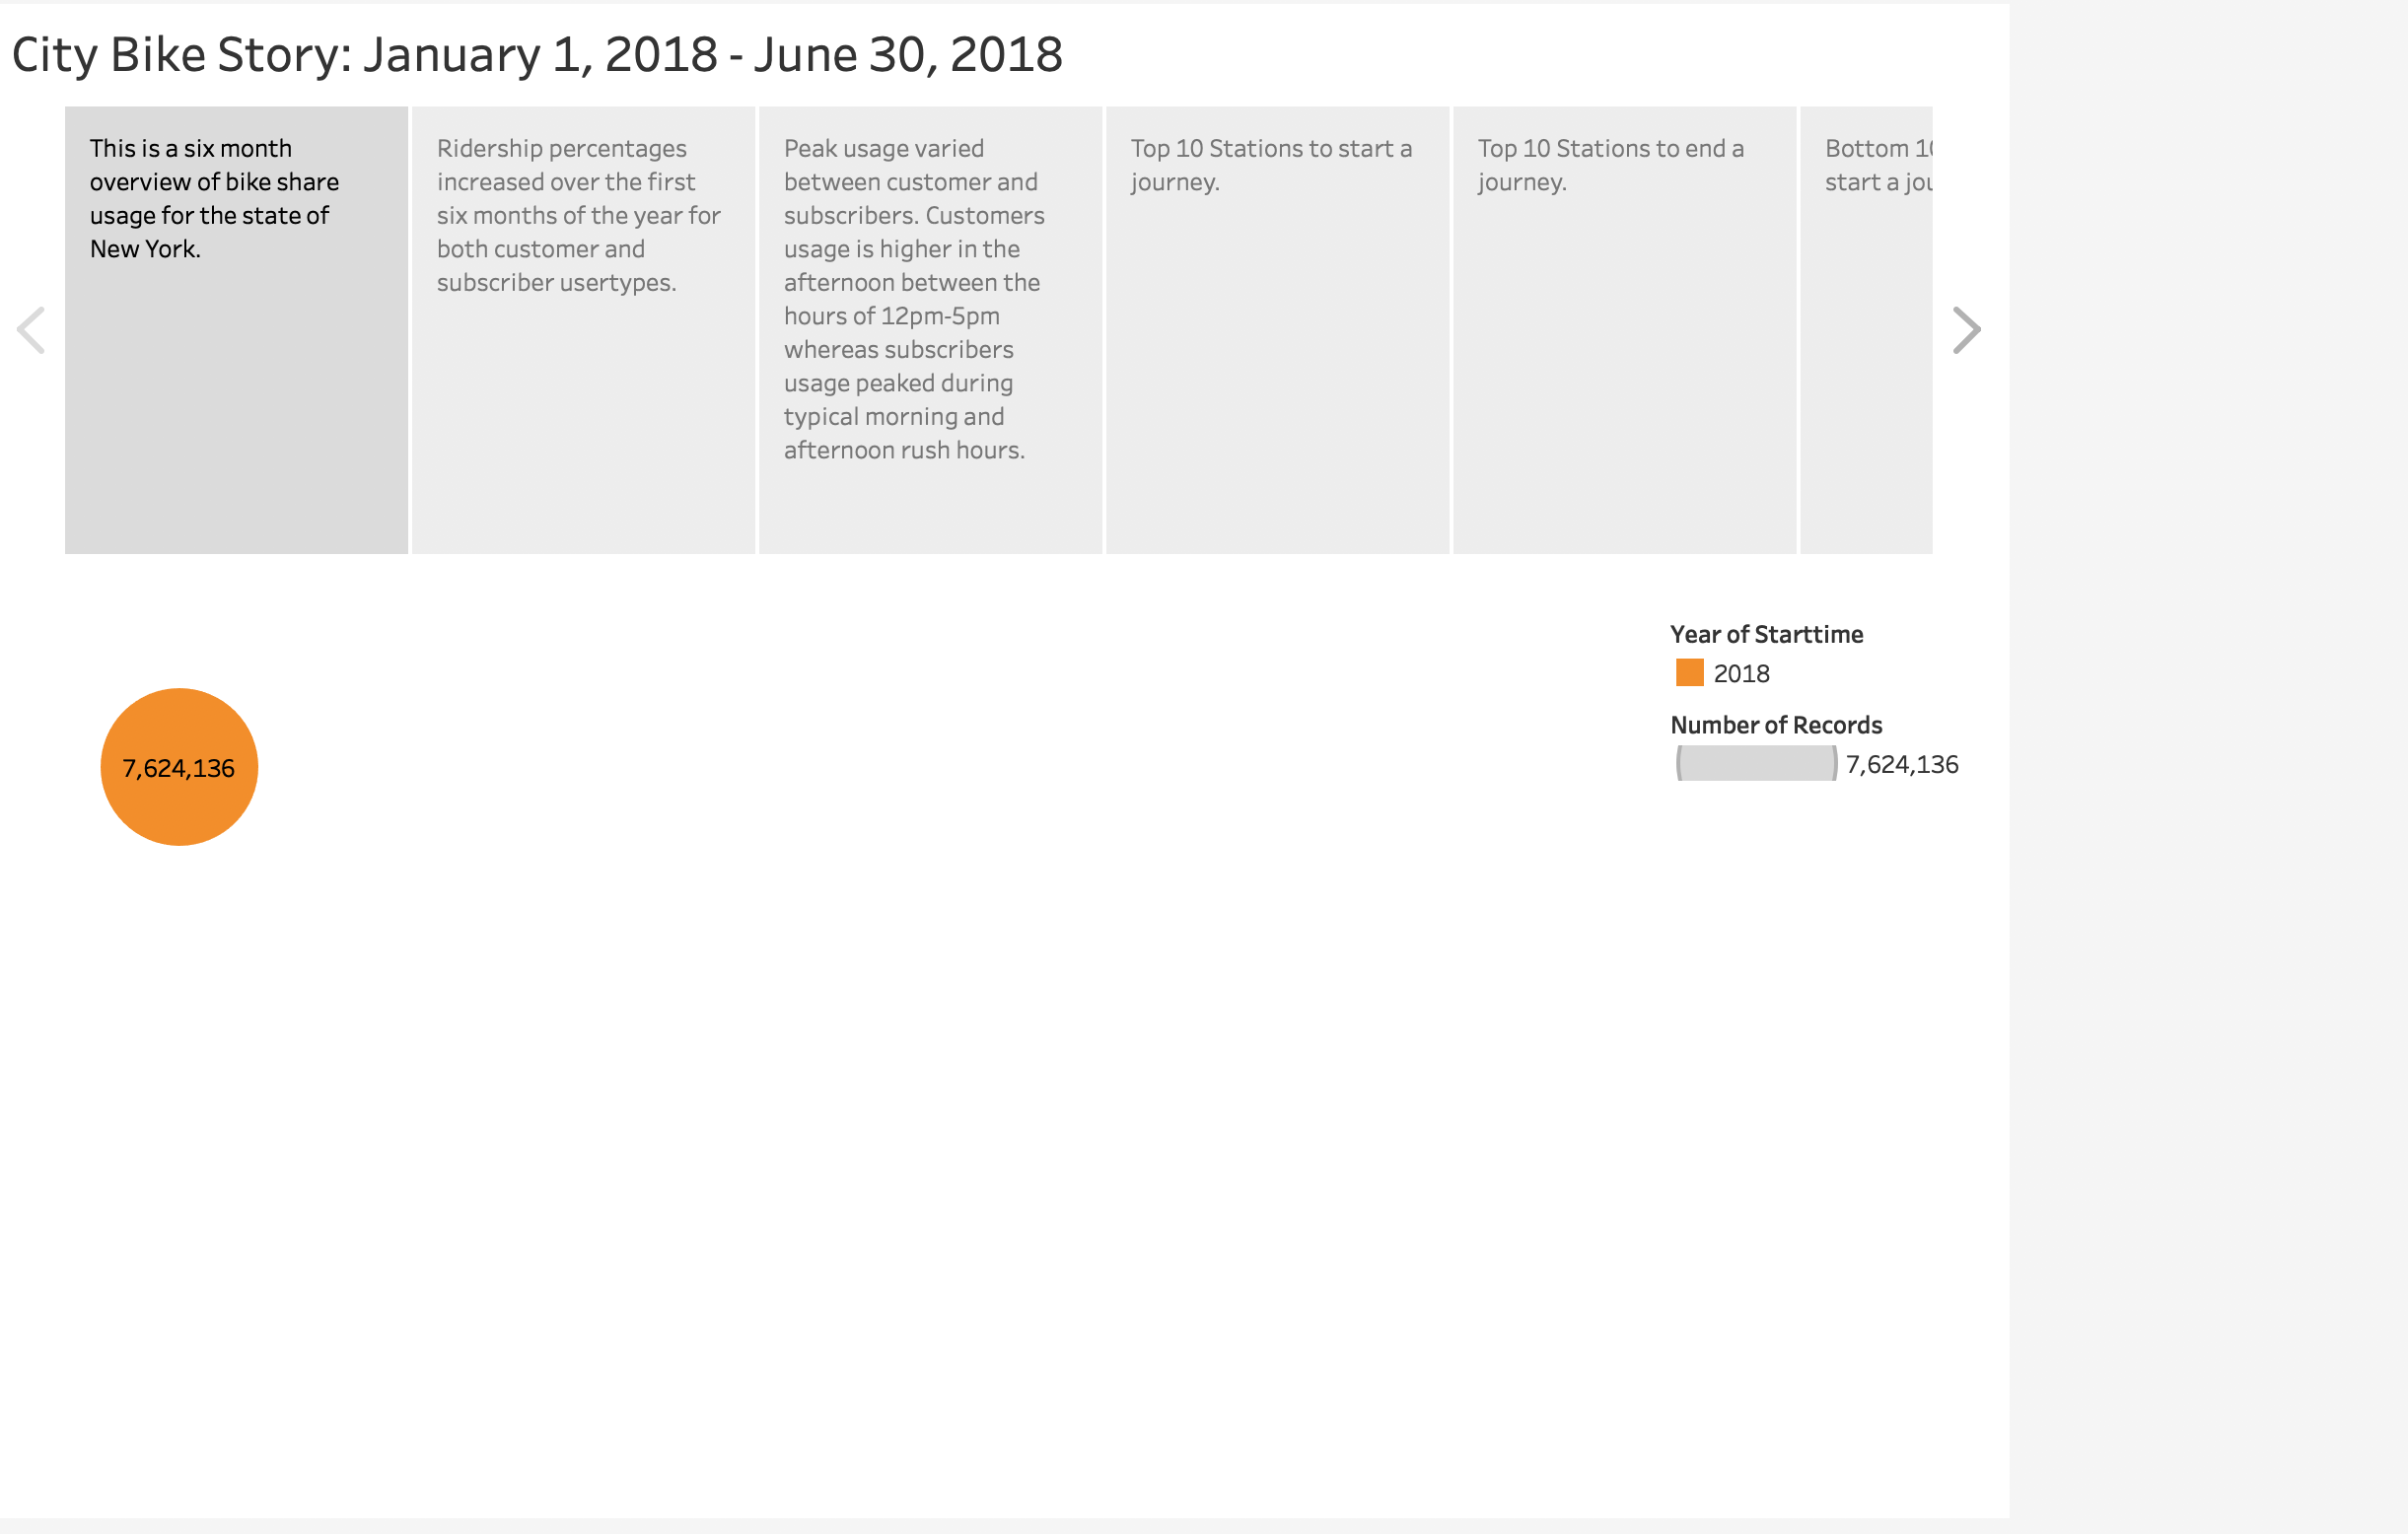 City Bike Story: January 1, 2018 - June 30, 2018
This is a six month
overview of bike share
usage for the state of
New York.
Ridership percentages
increased over the first
six months of the year for
both customer and
subscriber usertypes.
Peak usage varied
between customer and
subscribers. Customers
usage is higher in the
afternoon between the
hours of 12pm-5pm
whereas subscribers
usage peaked during
typical morning and
afternoon rush hours.
Top 10 Stations to start a
journey.
Top 10 Stations to end a
journey.
Bottom
start a
Year of Starttime
2018
Number of Records
7,624,136
7,624,136